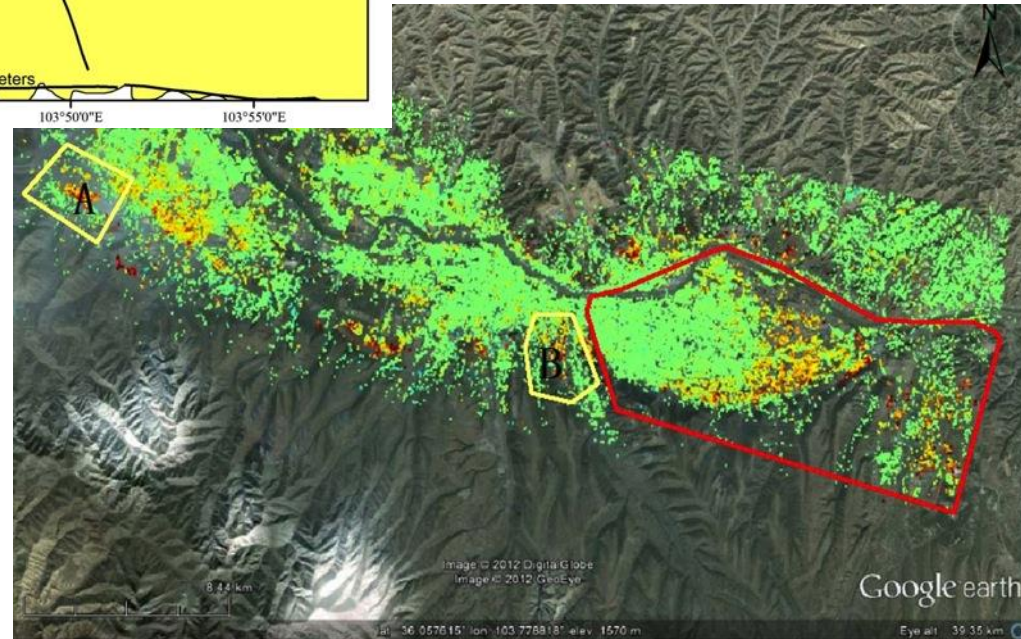 eters
103°50'0"E 103°55'0"E
N
A
B
Image © 2012 DigitalGlobe
Image © 2012 GeoEye
Google earth
8.44 km
lat 36.057615° lon 103.778818° elev 1570 m
Eye alt 39.35 km